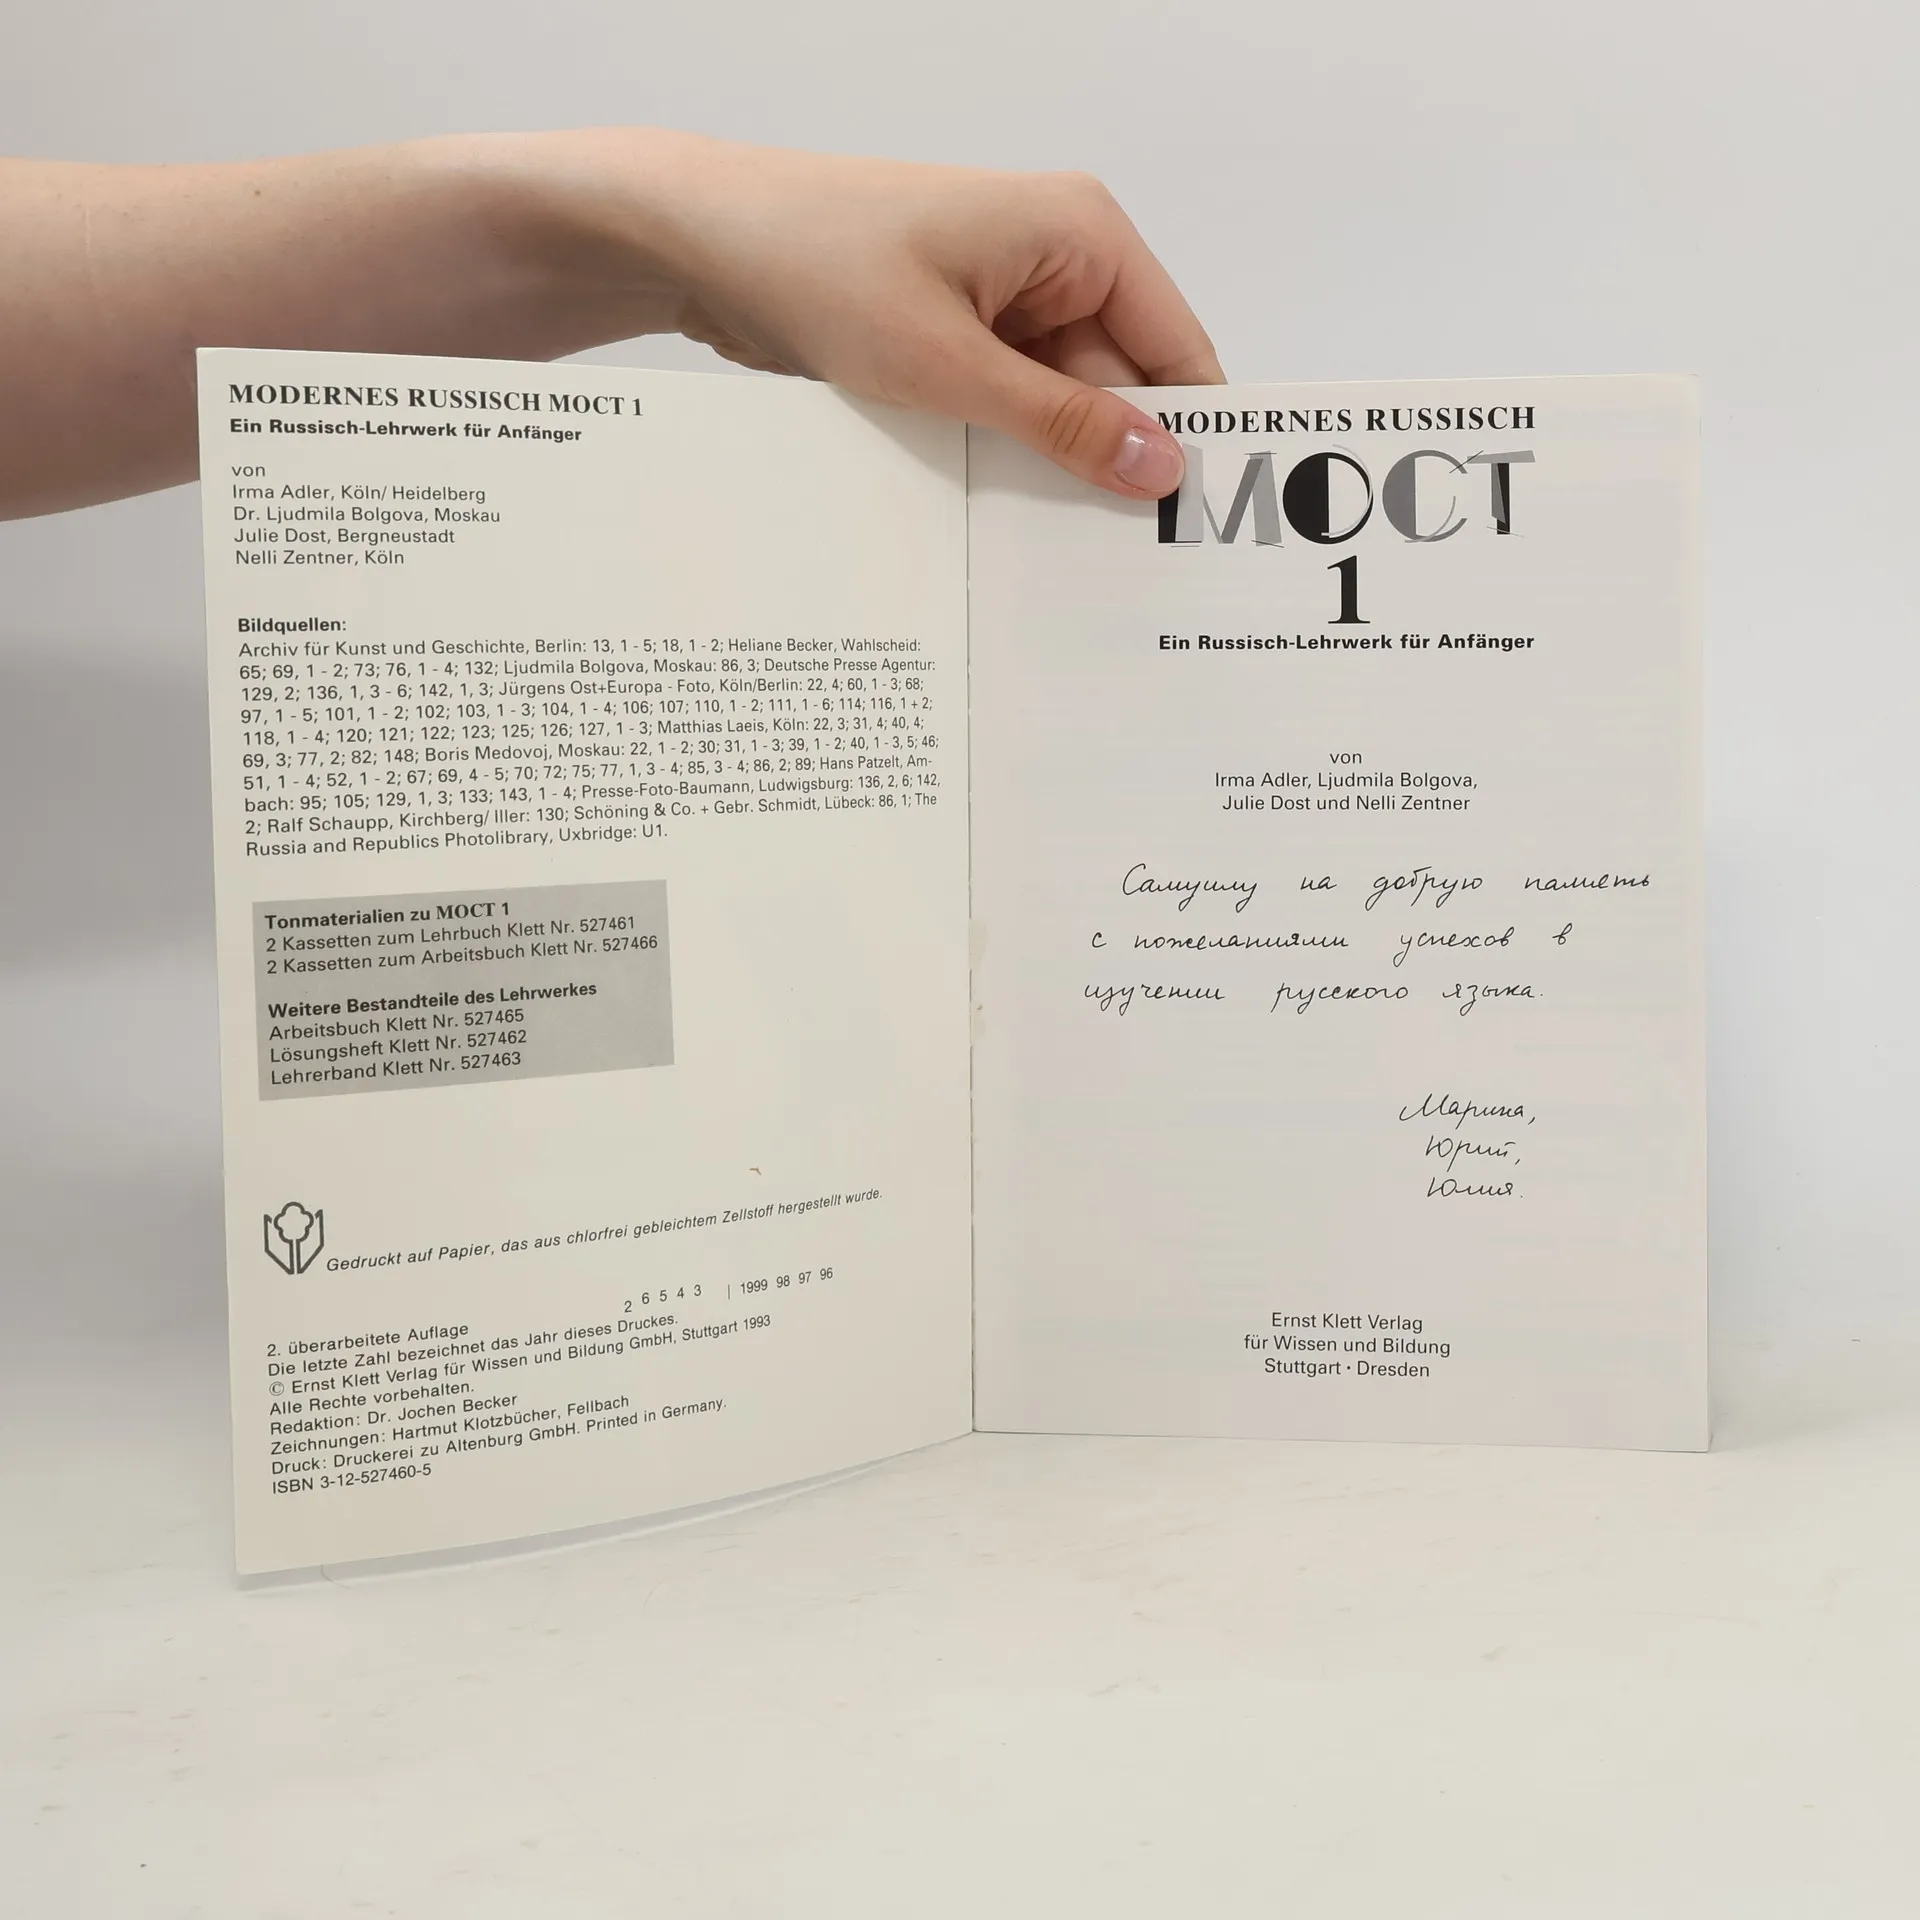 MODERNES RUSSISCH МОСТ 1
Ein Russisch-Lehrwerk für Anfänger
von
Irma Adler, Köln/ Heidelberg
Dr. Ljudmila Bolgova, Moskau
Julie Dost, Bergneustadt
Nelli Zentner, Köln
Bildquellen:
Archiv für Kunst und Geschichte, Berlin: 13, 1 - 5; 18, 1 - 2; Heliane Becker, Wahlscheid:
65; 69, 1 - 2; 73; 76, 1 - 4; 132; Ljudmila Bolgova, Moskau: 86, 3; Deutsche Presse Agentur:
129, 2; 136, 1, 3 - 6; 142, 1, 3; Jürgens Ost+Europa - Foto, Köln/Berlin: 22, 4; 60, 1 - 3; 68;
97, 1 - 5; 101, 1 - 2; 102; 103, 1 - 3; 104, 1 - 4; 106; 107; 110, 1 - 2; 111, 1 - 6; 114; 116, 1 + 2;
118, 1 - 4; 120; 121; 122; 123; 125; 126; 127, 1 - 3; Matthias Laeis, Köln: 22, 3; 31, 4; 40, 4;
69, 3; 77, 2; 82; 148; Boris Medovoj, Moskau: 22, 1 - 2; 30; 31, 1 - 3; 39, 1 - 2; 40, 1 - 3, 5; 46;
51, 1 - 4; 52, 1 - 2; 67; 69, 4 - 5; 70; 72; 75; 77, 1, 3 - 4; 85, 3 - 4; 86, 2; 89; Hans Patzelt, Am-
bach: 95; 105; 129, 1, 3; 133; 143, 1 - 4; Presse-Foto-Baumann, Ludwigsburg: 136, 2, 6; 142,
2; Ralf Schaupp, Kirchberg/ Iller: 130; Schöning & Co. + Gebr. Schmidt, Lübeck: 86, 1; The
Russia and Republics Photolibrary, Uxbridge: U1.
Tonmaterialien zu МОСТ 1
2 Kassetten zum Lehrbuch Klett Nr. 527461
2 Kassetten zum Arbeitsbuch Klett Nr. 527466
Weitere Bestandteile des Lehrwerkes
Arbeitsbuch Klett Nr. 527465
Lösungsheft Klett Nr. 527462
Lehrerband Klett Nr. 527463
Gedruckt auf Papier, das aus chlorfrei gebleichtem Zellstoff hergestellt wurde.
2. überarbeitete Auflage 2 6 5 4 3 | 1999 98 97 96
Die letzte Zahl bezeichnet das Jahr dieses Druckes.
© Ernst Klett Verlag für Wissen und Bildung GmbH, Stuttgart 1993
Alle Rechte vorbehalten.
Redaktion: Dr. Jochen Becker
Zeichnungen: Hartmut Klotzbücher, Fellbach
Druck: Druckerei zu Altenburg GmbH. Printed in Germany.
ISBN 3-12-527460-5
MODERNES RUSSISCH
МОСТ
1
Ein Russisch-Lehrwerk für Anfänger
von
Irma Adler, Ljudmila Bolgova,
Julie Dost und Nelli Zentner
на добрую память
с пожеланиями успехов в
изучении русского языка.
Марина,
Юрий,
Юлия.
Ernst Klett Verlag
für Wissen und Bildung
Stuttgart · Dresden